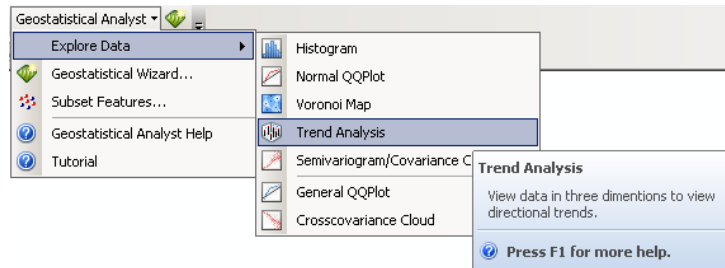 Geostatistical Analyst
Explore Data
Geostatistical Wizard...
Subset Features...
Geostatistical Analyst Help
Tutorial
Histogram
Normal QQPlot
Voronoi Map
Trend Analysis
Semivariogram/Covariance C
General QQPlot
Crosscovariance Cloud
Trend Analysis
View data in three dimentions to view
directional trends.
Press F1 for more help.